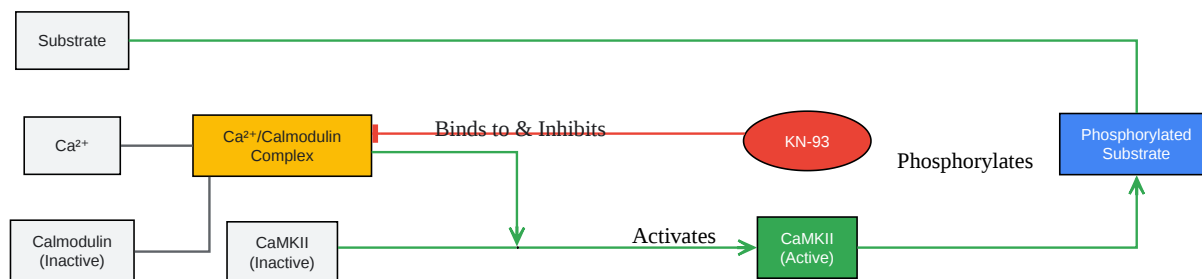 Substrate
Ca²⁺
Ca²⁺/Calmodulin
Complex
Binds to & Inhibits
KN-93
Phosphorylates
Phosphorylated
Substrate
Calmodulin
(Inactive)
CaMKII
(Inactive)
Activates
CaMKII
(Active)